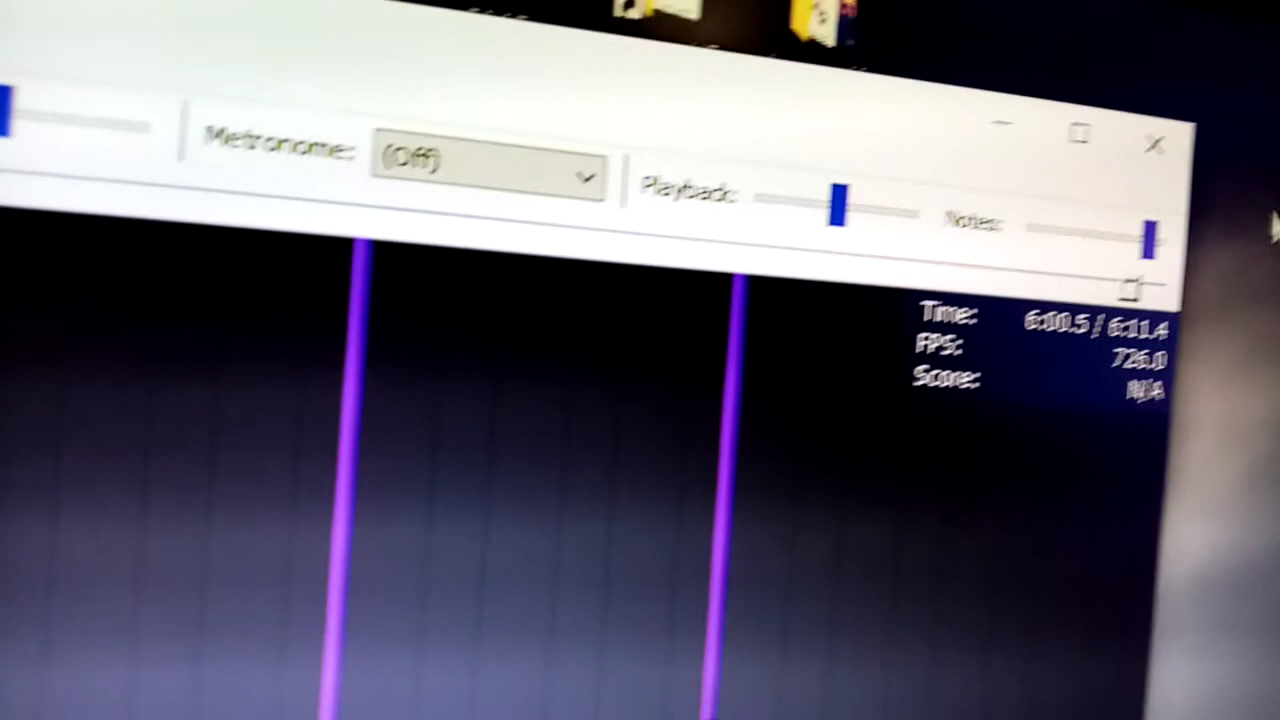 Metronome: (Off) Playback: Notes:
Time: 6:00.5 / 6:11.4
FPS: 726.0
Score: N/A